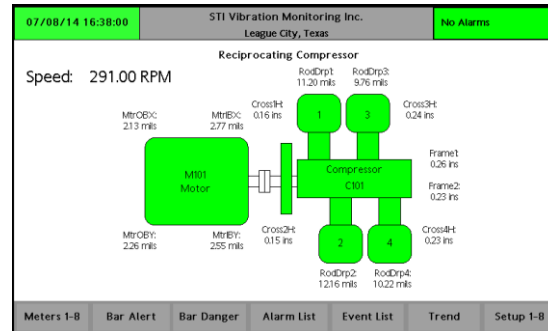 07/08/14 16:38:00
STI Vibration Monitoring Inc.
League City, Texas
No Alarms
Reciprocating Compressor
Speed: 291.00 RPM
RodDrp1:
11.20 mils
RodDrp3:
9.76 mils
MtrOBX:
2.13 mils
MtrIBX:
2.77 mils
Cross1H:
0.16 ins
1
3
Cross3H:
0.24 ins
M101
Motor
Compressor
C101
Frame1:
0.26 ins
Frame2:
0.23 ins
MtrOBY:
2.26 mils
MtrIBY:
2.55 mils
Cross2H:
0.15 ins
2
4
Cross4H:
0.23 ins
RodDrp2:
12.16 mils
RodDrp4:
10.22 mils
Meters 1-8
Bar Alert
Bar Danger
Alarm List
Event List
Trend
Setup 1-8